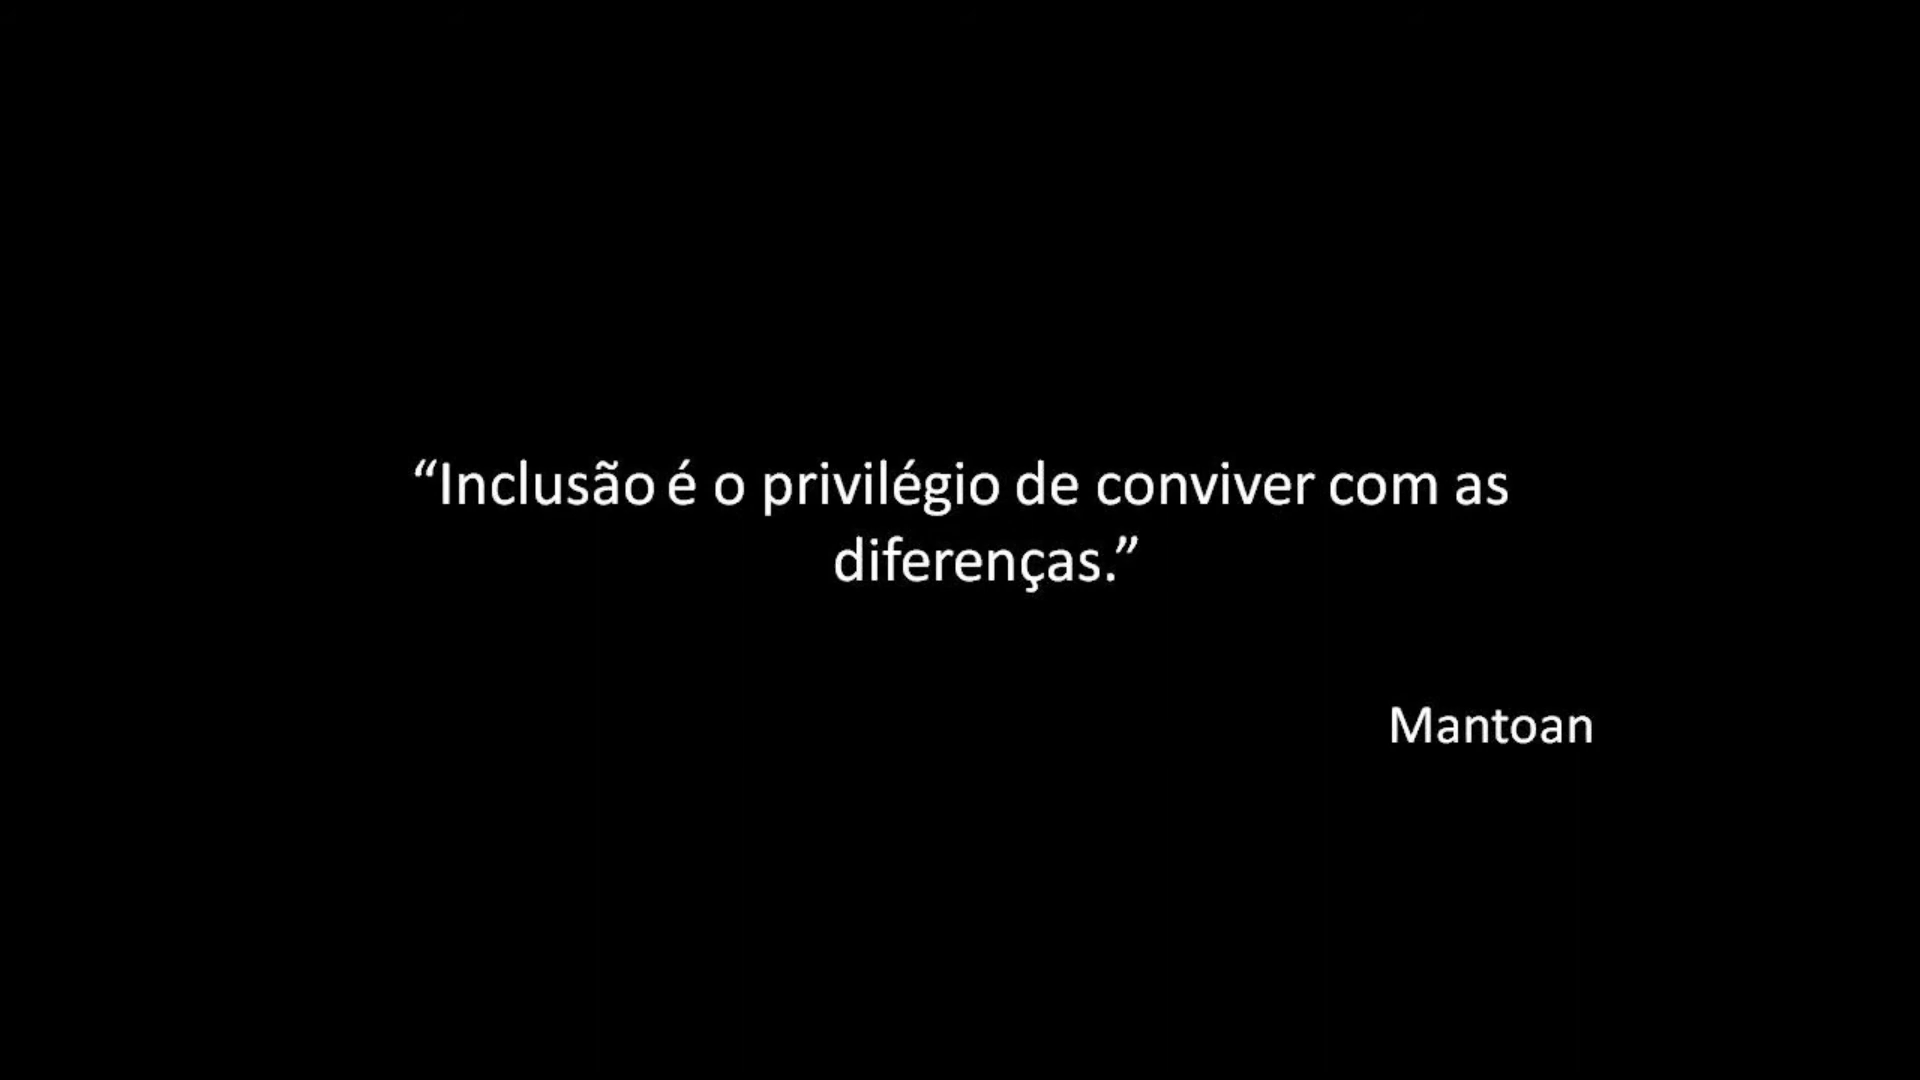 “Inclusão é o privilégio de conviver com as
diferenças.”
Mantoan